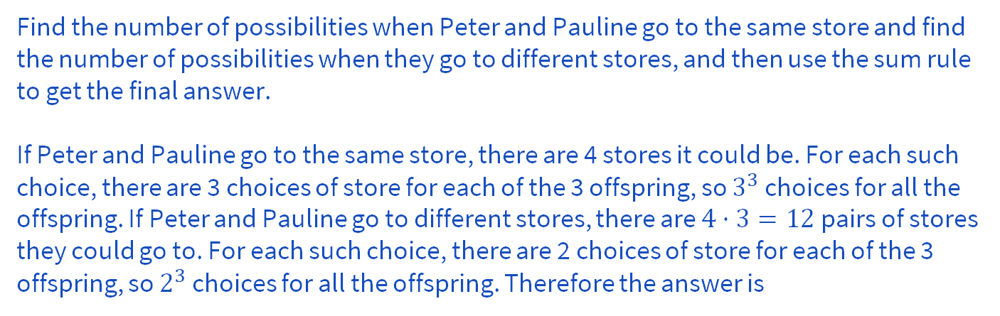 Find the number of possibilities when Peter and Pauline go to the same store and find
the number of possibilities when they go to different stores, and then use the sum rule
to get the final answer.
If Peter and Pauline go to the same store, there are 4 stores it could be. For each such
choice, there are 3 choices of store for each of the 3 offspring, so 3³ choices for all the
offspring. If Peter and Pauline go to different stores, there are 4 · 3 = 12 pairs of stores
they could go to. For each such choice, there are 2 choices of store for each of the 3
offspring, so 2³ choices for all the offspring. Therefore the answer is